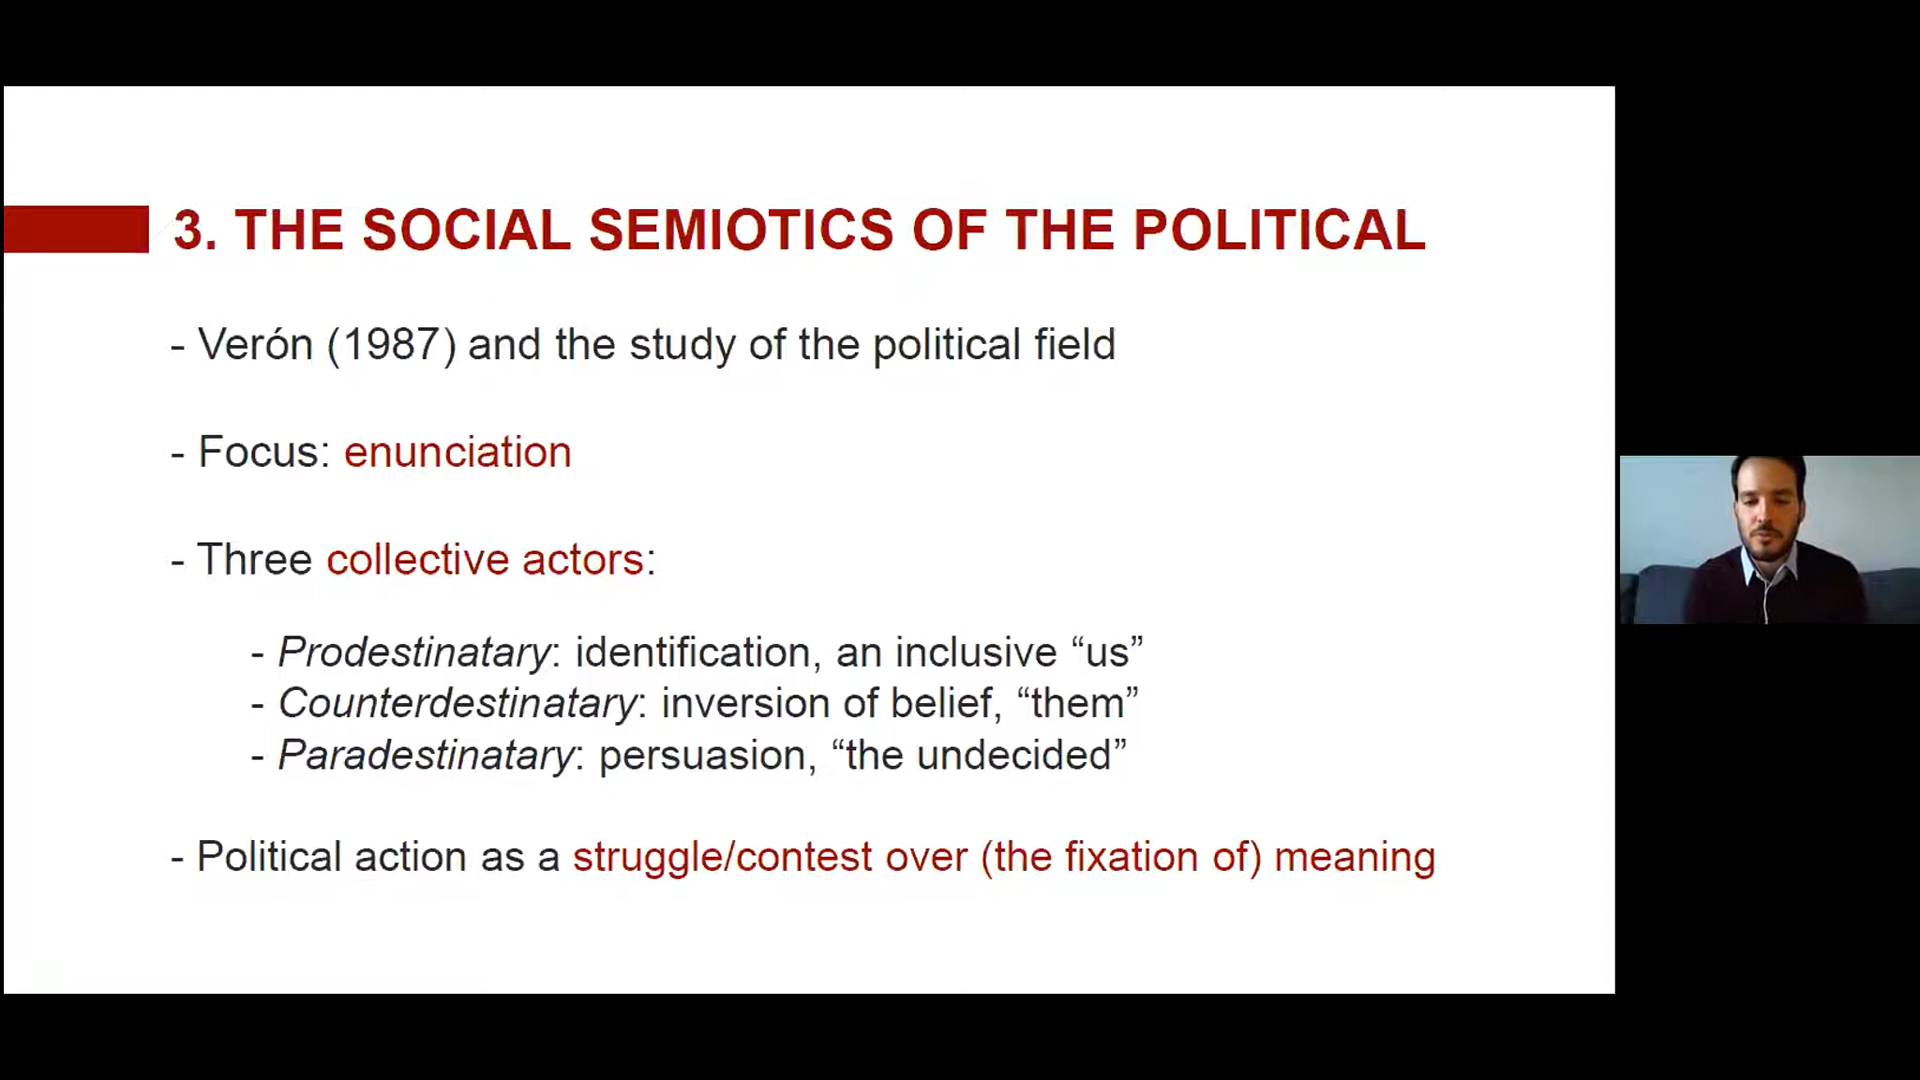 3. THE SOCIAL SEMIOTICS OF THE POLITICAL
- Verón (1987) and the study of the political field
- Focus: enunciation
- Three collective actors:
- Prodestinatary: identification, an inclusive “us”
- Counterdestinatary: inversion of belief, “them”
- Paradestinatary: persuasion, “the undecided”
- Political action as a struggle/contest over (the fixation of) meaning